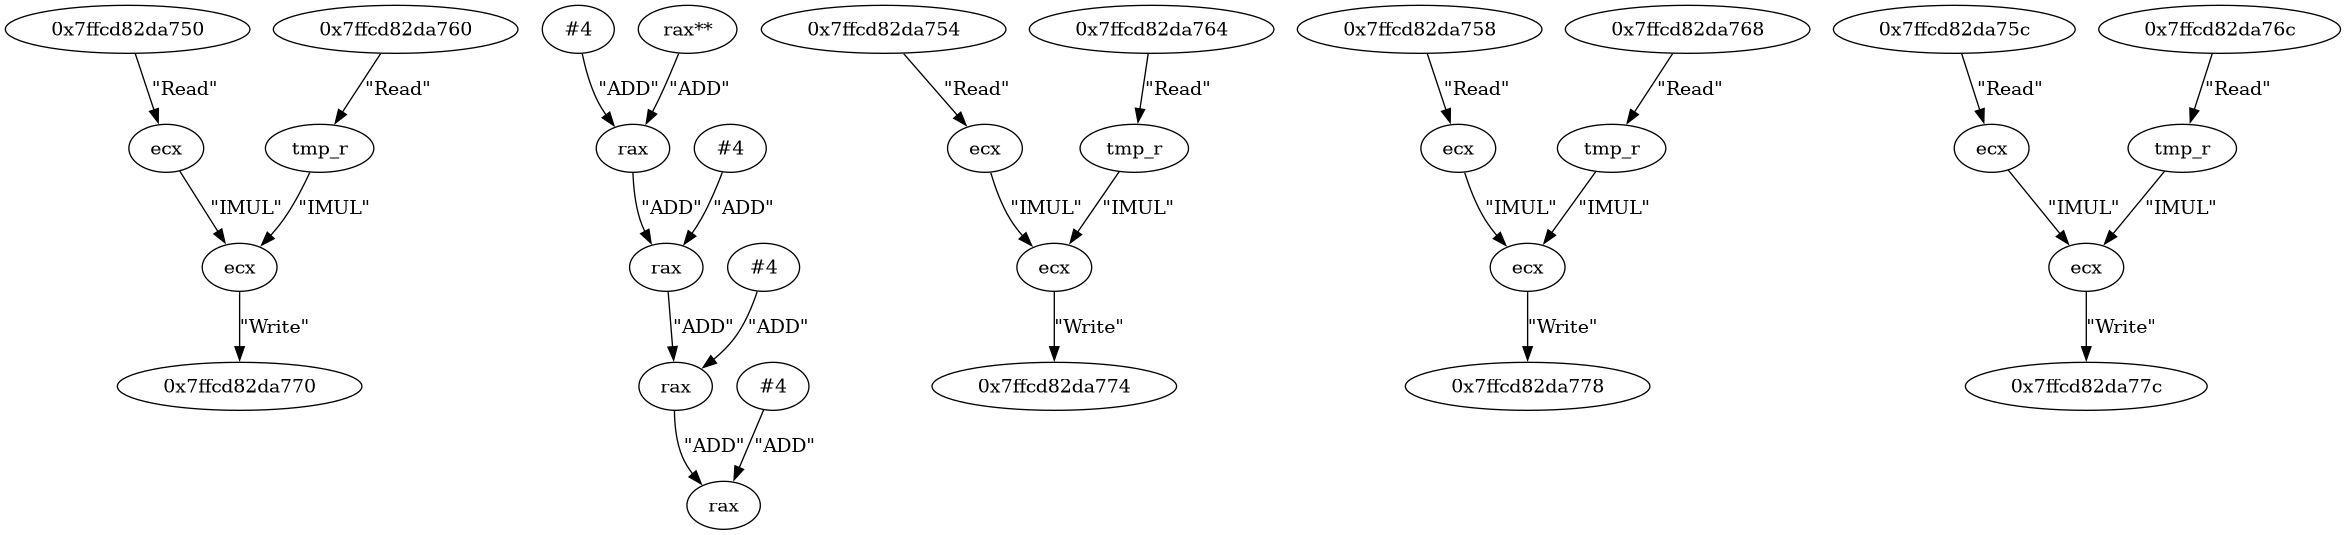 0x7ffcd82da750 0x7ffcd82da760 #4 rax** 0x7ffcd82da754 0x7ffcd82da764 0x7ffcd82da758 0x7ffcd82da768 0x7ffcd82da75c 0x7ffcd82da76c
"Read" "Read" "ADD" "ADD" "Read" "Read" "Read" "Read" "Read" "Read"
ecx tmp_r rax #4 ecx tmp_r ecx tmp_r ecx tmp_r
"IMUL" "IMUL" "ADD" "ADD" "IMUL" "IMUL" "IMUL" "IMUL" "IMUL" "IMUL"
ecx rax #4 ecx ecx ecx
"Write" "ADD" "ADD" "Write" "Write" "Write"
0x7ffcd82da770 rax #4 0x7ffcd82da774 0x7ffcd82da778 0x7ffcd82da77c
"ADD" "ADD"
rax